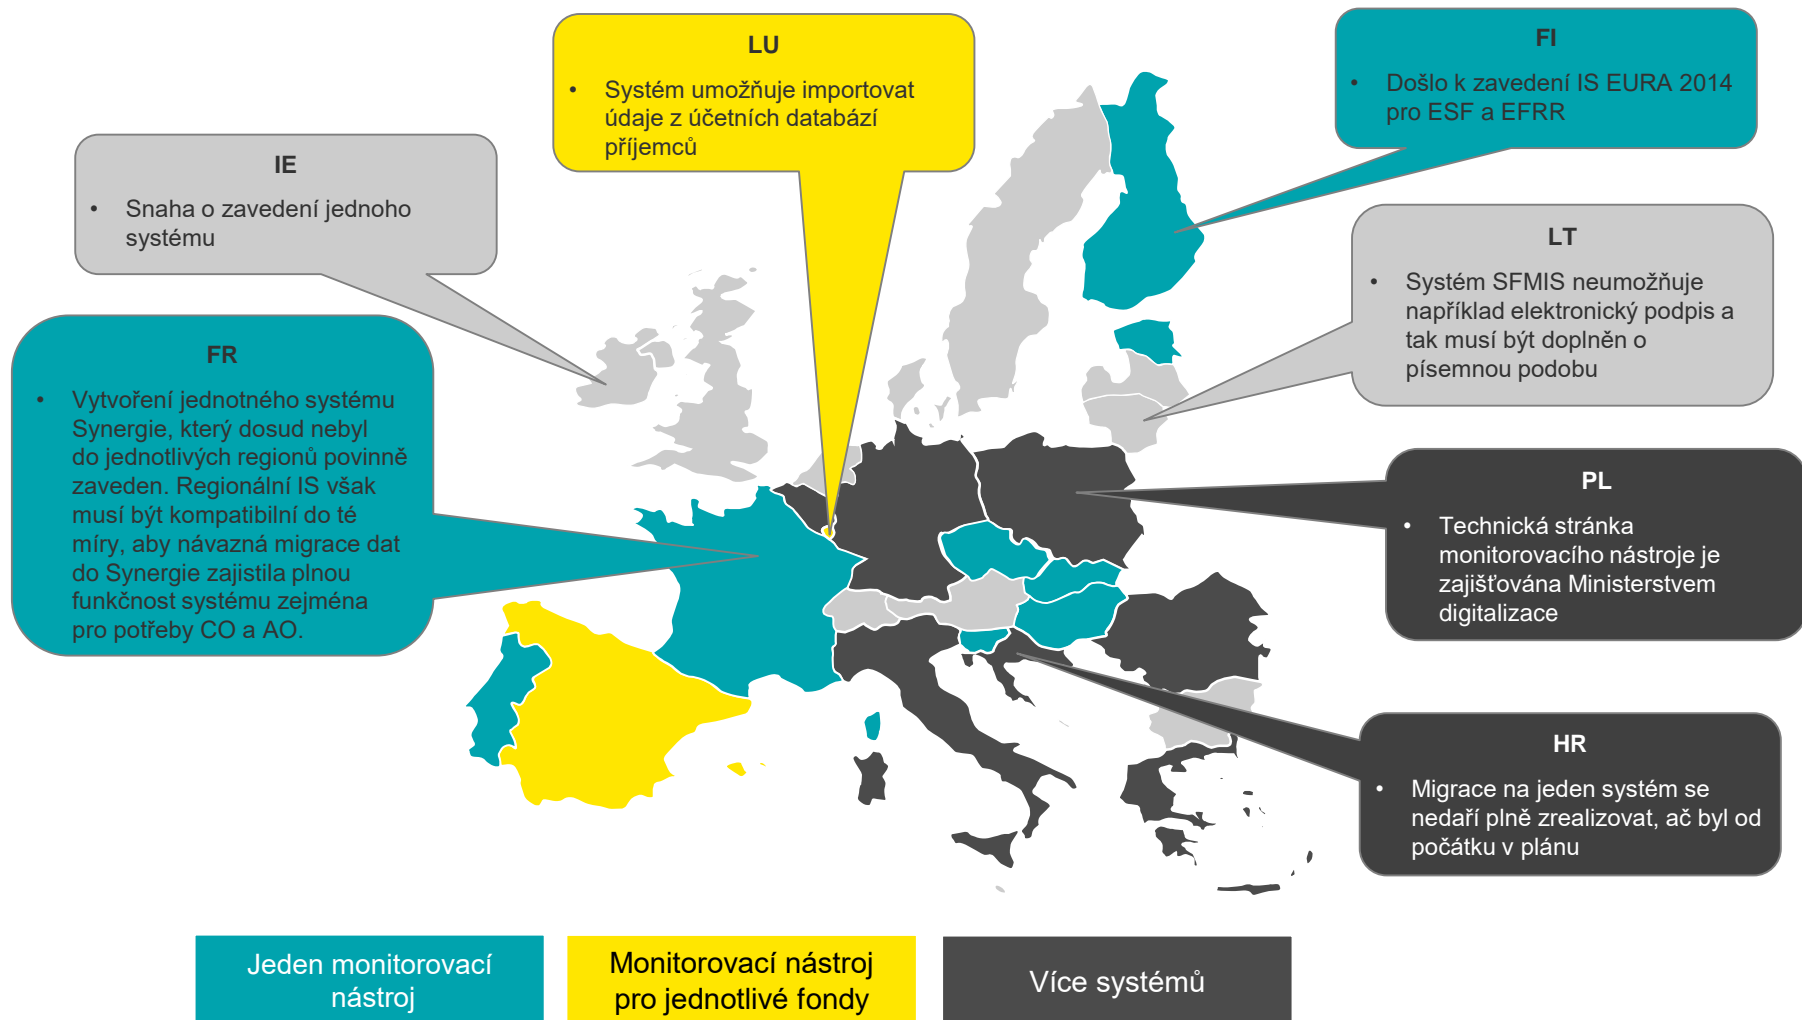 LU
• Systém umožňuje importovat
údaje z účetních databází
příjemců
FI
• Došlo k zavedení IS EURA 2014
pro ESF a EFRR
IE
• Snaha o zavedení jednoho
systému
LT
• Systém SFMIS neumožňuje
například elektronický podpis a
tak musí být doplněn o
písemnou podobu
FR
• Vytvoření jednotného systému
Synergie, který dosud nebyl
do jednotlivých regionů povinně
zaveden. Regionální IS však
musí být kompatibilní do té
míry, aby návazná migrace dat
do Synergie zajistila plnou
funkčnost systému zejména
pro potřeby CO a AO.
PL
• Technická stránka
monitorovacího nástroje je
zajišťována Ministerstvem
digitalizace
HR
• Migrace na jeden systém se
nedaří plně zrealizovat, ač byl od
počátku v plánu
Jeden monitorovací
nástroj
Monitorovací nástroj
pro jednotlivé fondy
Více systémů